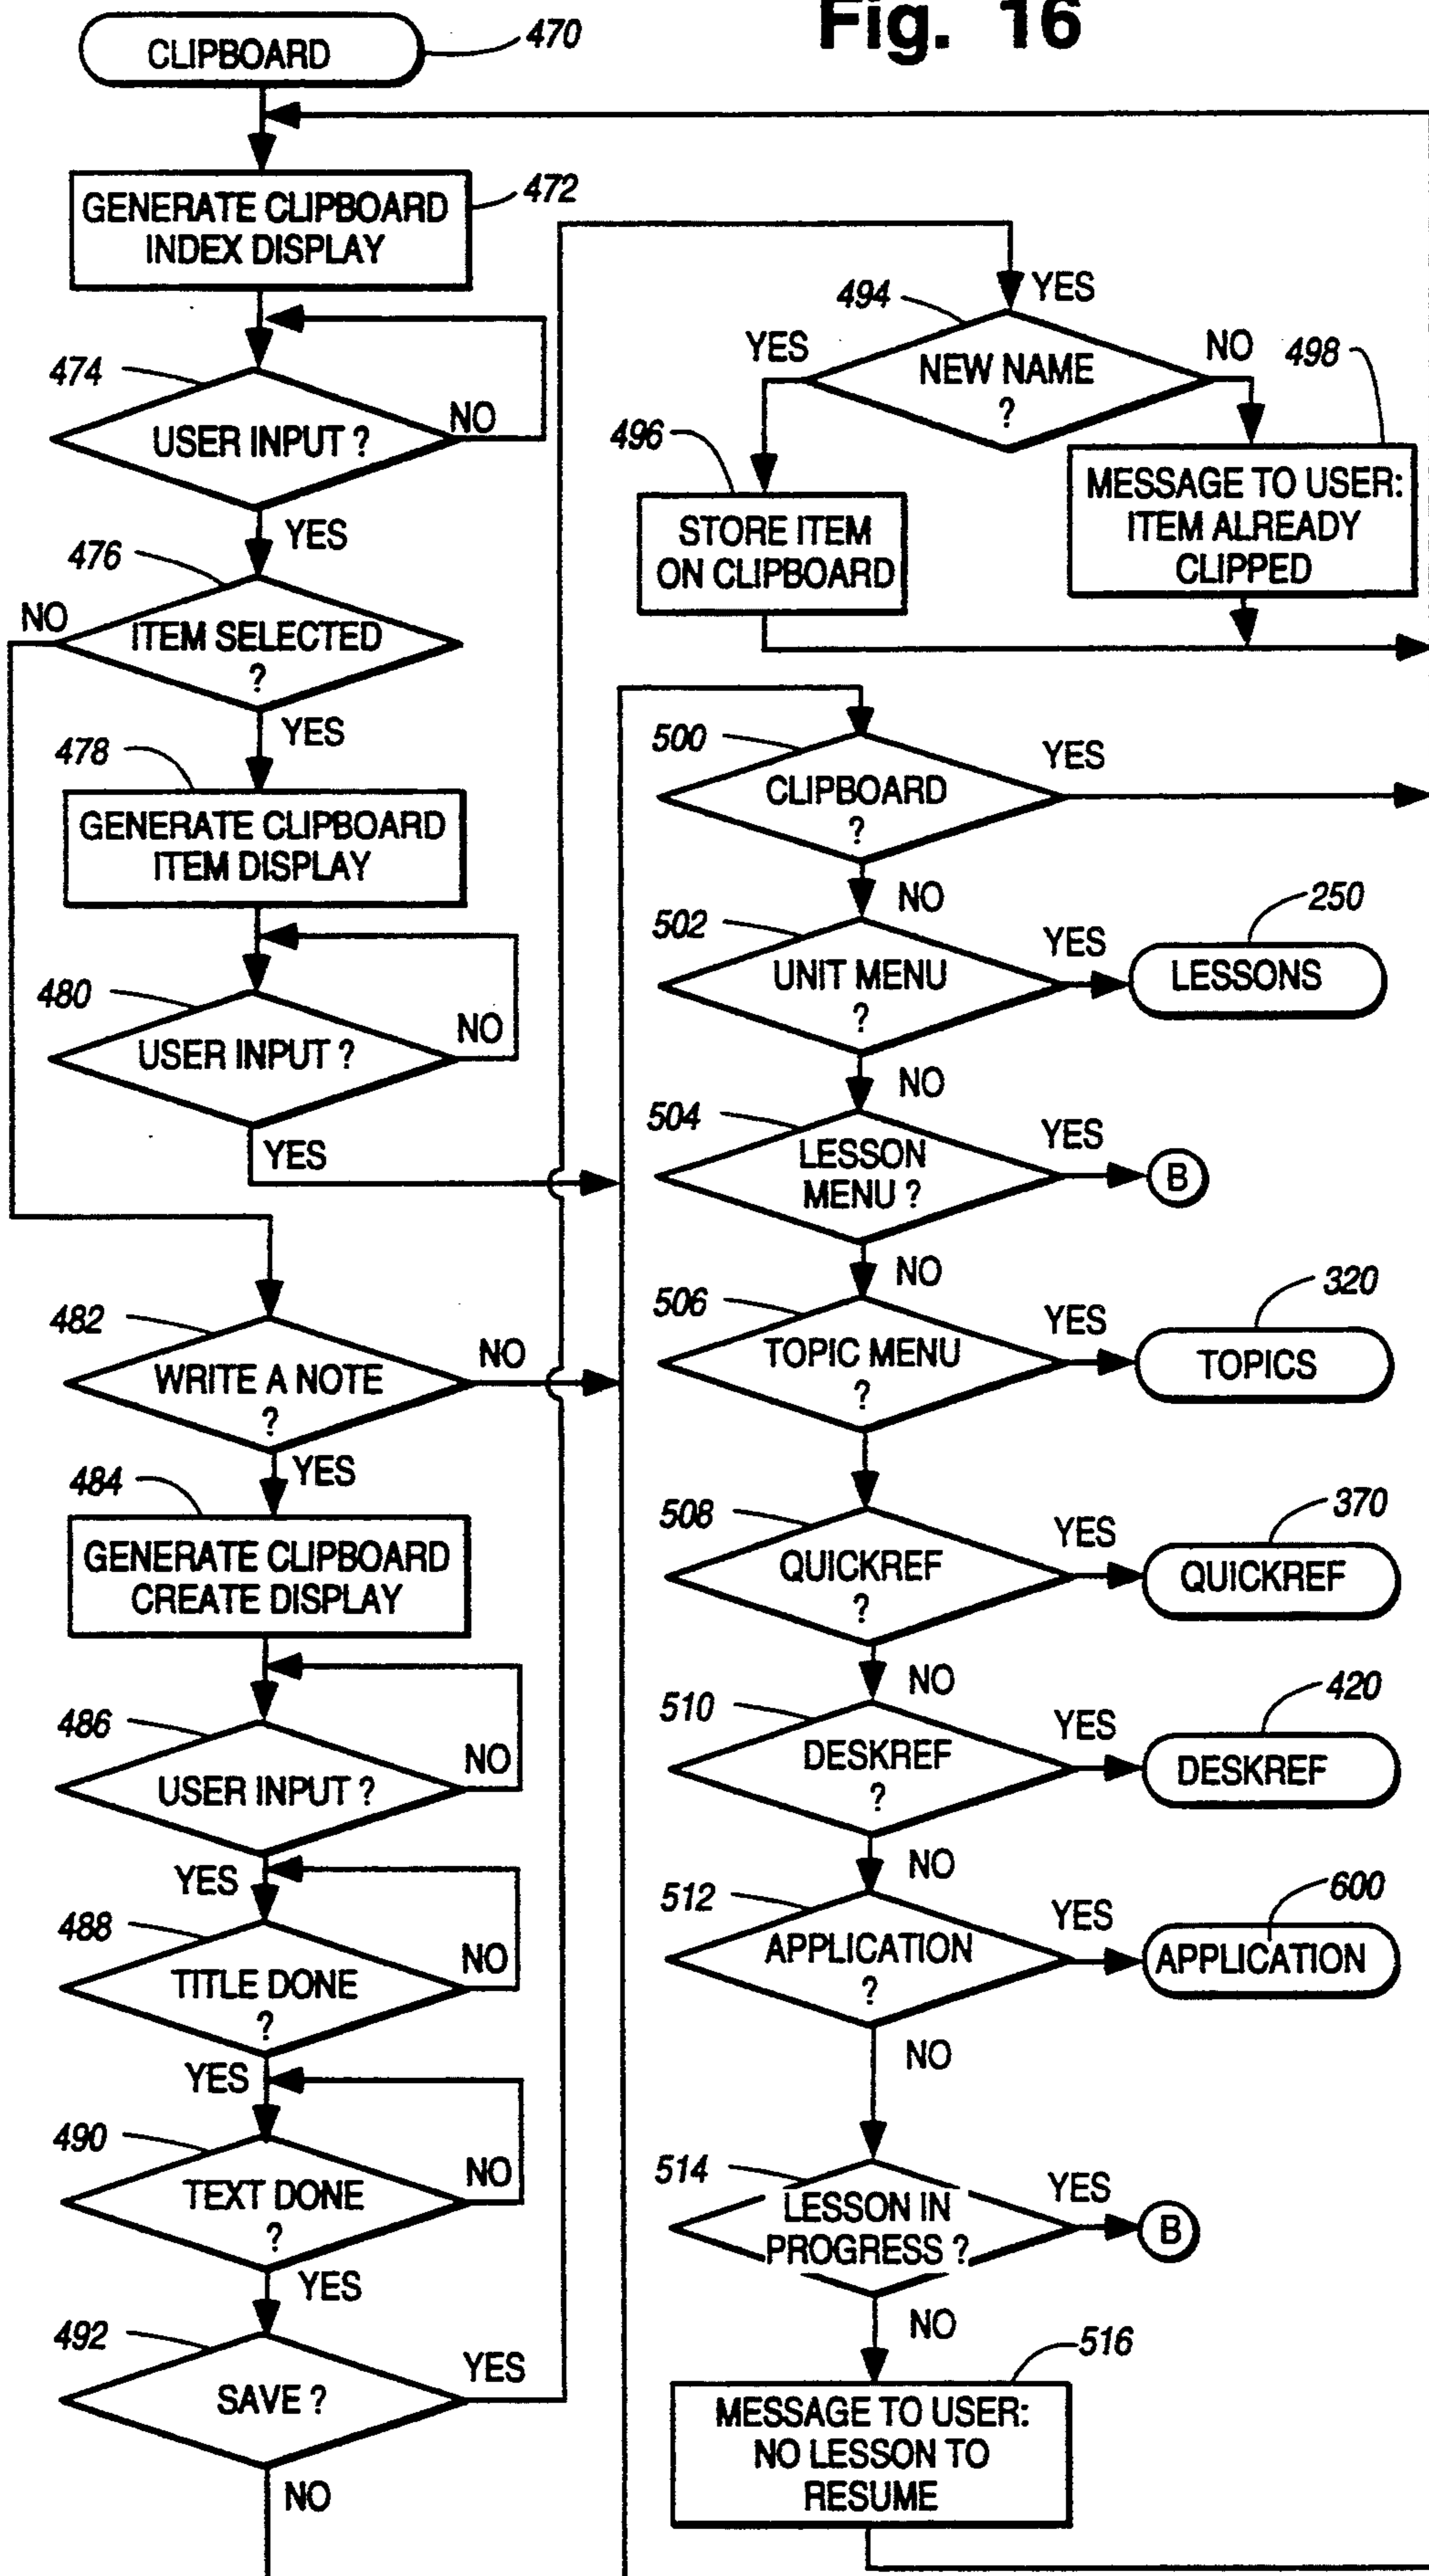 Fig. 16
CLIPBOARD
470
GENERATE CLIPBOARD
INDEX DISPLAY
472
474
USER INPUT ?
NO
YES
476
NO
ITEM SELECTED
?
YES
478
GENERATE CLIPBOARD
ITEM DISPLAY
480
USER INPUT ?
NO
YES
482
WRITE A NOTE
?
NO
YES
484
GENERATE CLIPBOARD
CREATE DISPLAY
486
USER INPUT ?
NO
YES
488
TITLE DONE
?
NO
YES
490
TEXT DONE
?
NO
YES
492
SAVE ?
YES
NO
YES
494
NEW NAME
?
YES
NO
496
STORE ITEM
ON CLIPBOARD
498
MESSAGE TO USER:
ITEM ALREADY
CLIPPED
500
CLIPBOARD
?
YES
NO
502
UNIT MENU
?
YES
250
LESSONS
NO
504
LESSON
MENU ?
YES
B
NO
506
TOPIC MENU
?
YES
320
TOPICS
508
QUICKREF
?
YES
370
QUICKREF
NO
510
DESKREF
?
YES
420
DESKREF
NO
512
APPLICATION
?
YES
600
APPLICATION
NO
514
LESSON IN
PROGRESS ?
YES
B
NO
516
MESSAGE TO USER:
NO LESSON TO
RESUME